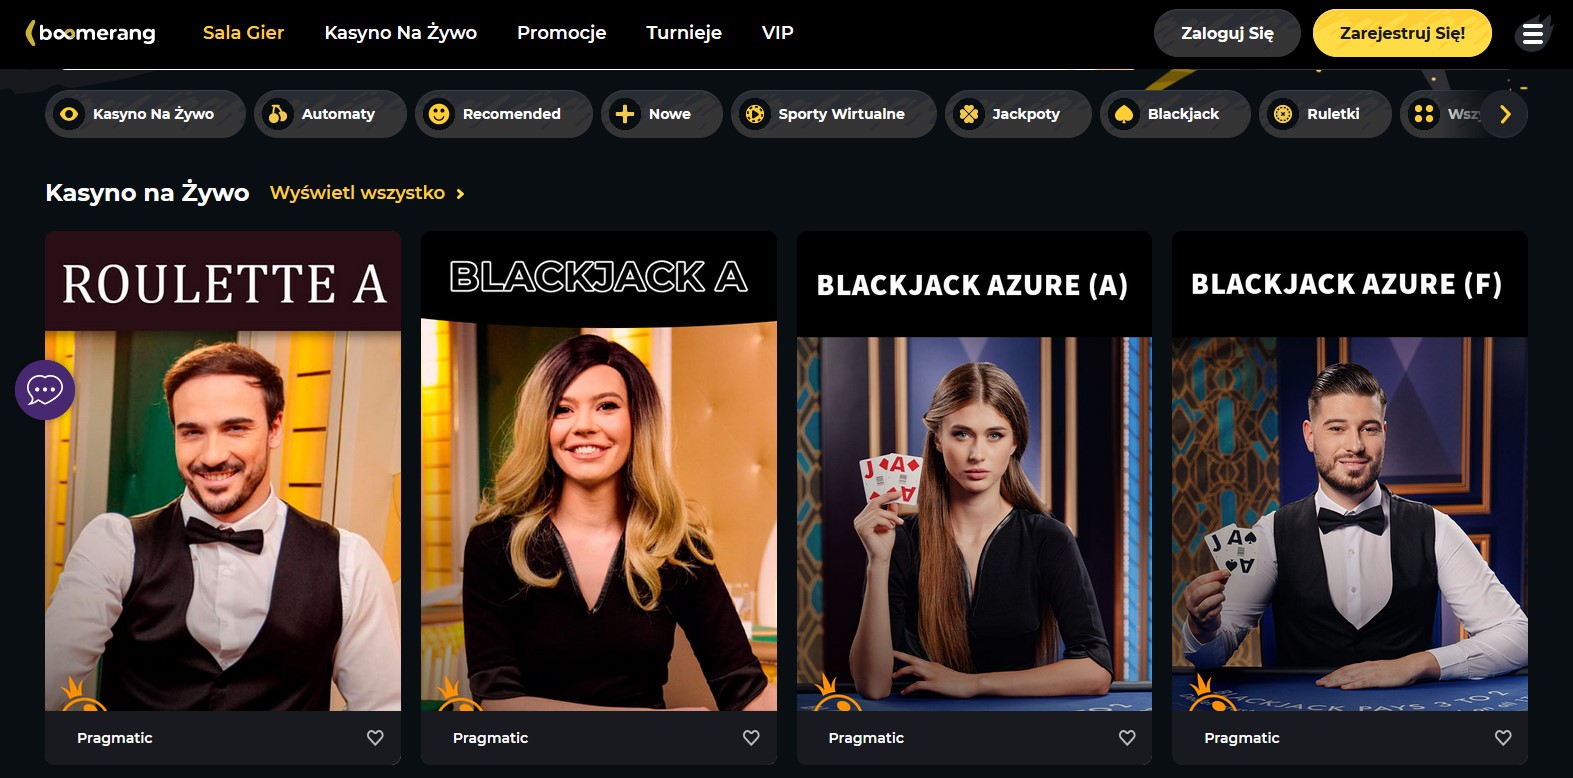 boomerang Sala Gier Kasyno Na Żywo Promocje Turnieje VIP Zaloguj Się Zarejestruj Się!
Kasyno Na Żywo Automaty Recomended Nowe Sporty Wirtualne Jackpoty Blackjack Ruletki
Kasyno na Żywo Wyświetl wszystko
ROULETTE A
BLACKJACK A
BLACKJACK AZURE (A)
BLACKJACK AZURE (F)
J A
A
J A
A
BLACKJACK PAYS 3 TO 2
Pragmatic Pragmatic Pragmatic Pragmatic